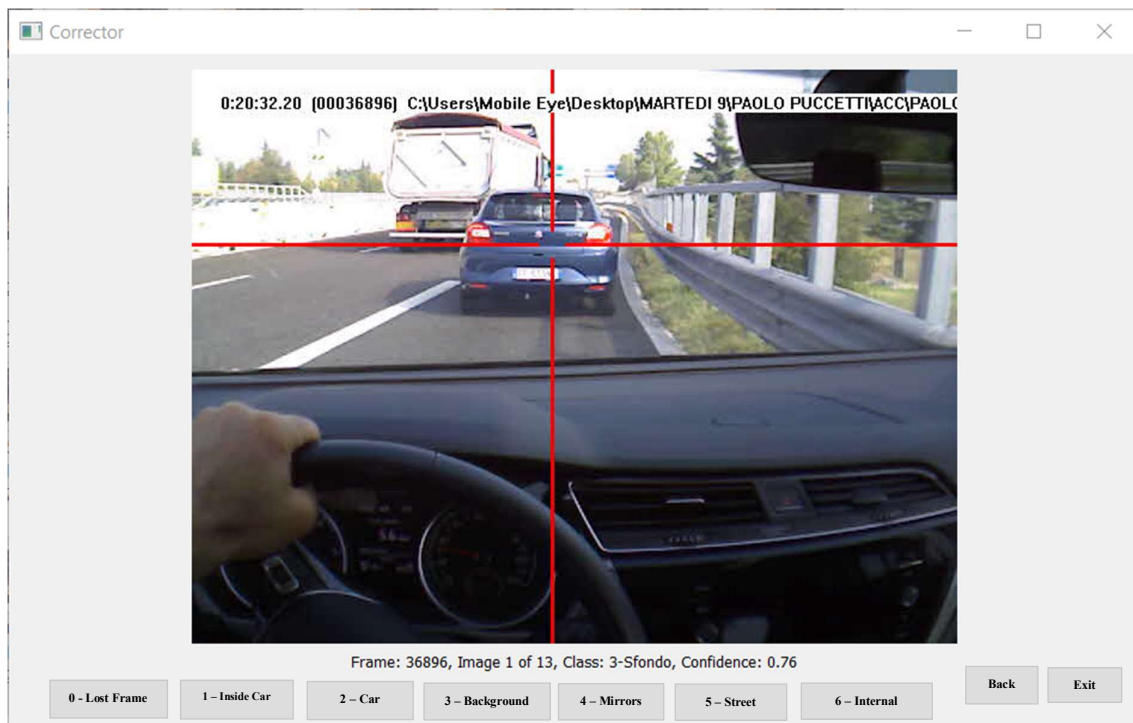 Corrector
0:20:32.20 (00036896) C:\Users\Mobile Eye\Desktop\MARTEDI 9\PAOLO PUCCETTI\ACC\PAOLO
Frame: 36896, Image 1 of 13, Class: 3-Sfondo, Confidence: 0.76
0 - Lost Frame
1 – Inside Car
2 – Car
3 – Background
4 – Mirrors
5 – Street
6 – Internal
Back
Exit